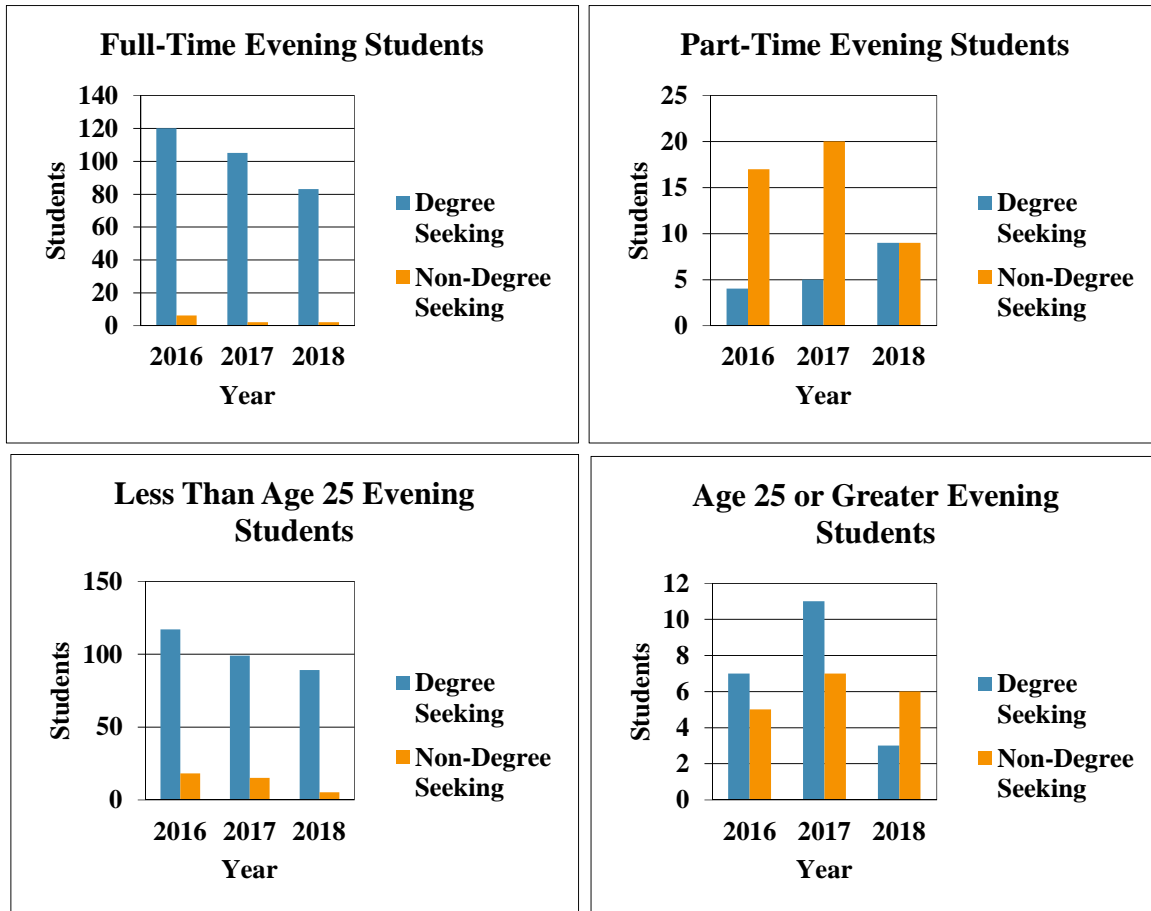 Full-Time Evening Students
140
120
100
80
60
40
20
0
Students
2016 2017 2018
Year
Degree
Seeking
Non-Degree
Seeking
Part-Time Evening Students
25
20
15
10
5
0
Students
2016 2017 2018
Year
Degree
Seeking
Non-Degree
Seeking
Less Than Age 25 Evening
Students
150
100
50
0
Students
2016 2017 2018
Year
Degree
Seeking
Non-Degree
Seeking
Age 25 or Greater Evening
Students
12
10
8
6
4
2
0
Students
2016 2017 2018
Year
Degree
Seeking
Non-Degree
Seeking